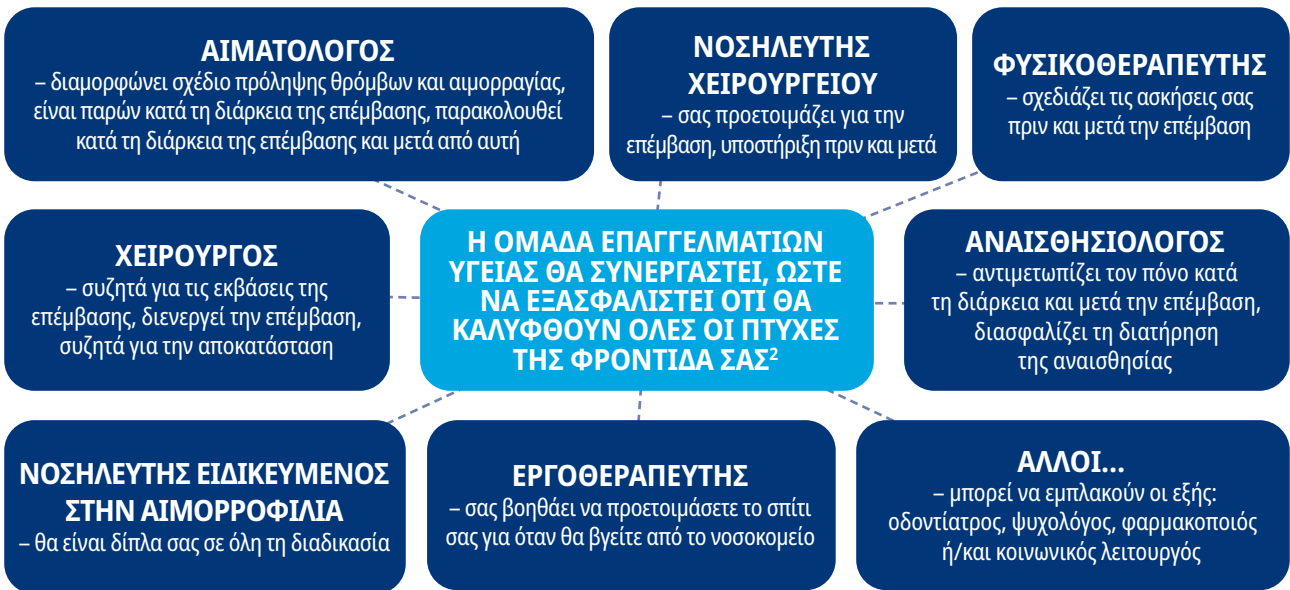 ΑΙΜΑΤΟΛΟΓΟΣ
– διαμορφώνει σχέδιο πρόληψης θρόμβων και αιμορραγίας,
είναι παρών κατά τη διάρκεια της επέμβασης, παρακολουθεί
κατά τη διάρκεια της επέμβασης και μετά από αυτή
ΝΟΣΗΛΕΥΤΗΣ
ΧΕΙΡΟΥΡΓΕΙΟΥ
– σας προετοιμάζει για την
επέμβαση, υποστήριξη πριν και μετά
ΦΥΣΙΚΟΘΕΡΑΠΕΥΤΗΣ
– σχεδιάζει τις ασκήσεις σας
πριν και μετά την επέμβαση
ΧΕΙΡΟΥΡΓΟΣ
– συζητά για τις εκβάσεις της
επέμβασης, διενεργεί την επέμβαση,
συζητά για την αποκατάσταση
Η ΟΜΑΔΑ ΕΠΑΓΓΕΛΜΑΤΙΩΝ
ΥΓΕΙΑΣ ΘΑ ΣΥΝΕΡΓΑΣΤΕΙ, ΩΣΤΕ
ΝΑ ΕΞΑΣΦΑΛΙΣΤΕΙ ΟΤΙ ΘΑ
ΚΑΛΥΦΘΟΥΝ ΟΛΕΣ ΟΙ ΠΤΥΧΕΣ
ΤΗΣ ΦΡΟΝΤΙΔΑ ΣΑΣ²
ΑΝΑΙΣΘΗΣΙΟΛΟΓΟΣ
– αντιμετωπίζει τον πόνο κατά
τη διάρκεια και μετά την επέμβαση,
διασφαλίζει τη διατήρηση
της αναισθησίας
ΝΟΣΗΛΕΥΤΗΣ ΕΙΔΙΚΕΥΜΕΝΟΣ
ΣΤΗΝ ΑΙΜΟΡΡΟΦΙΛΙΑ
– θα είναι δίπλα σας σε όλη τη διαδικασία
ΕΡΓΟΘΕΡΑΠΕΥΤΗΣ
– σας βοηθάει να προετοιμάσετε το σπίτι
σας για όταν θα βγείτε από το νοσοκομείο
ΑΛΛΟΙ...
– μπορεί να εμπλακούν οι εξής:
οδοντίατρος, ψυχολόγος, φαρμακοποιός
ή/και κοινωνικός λειτουργός